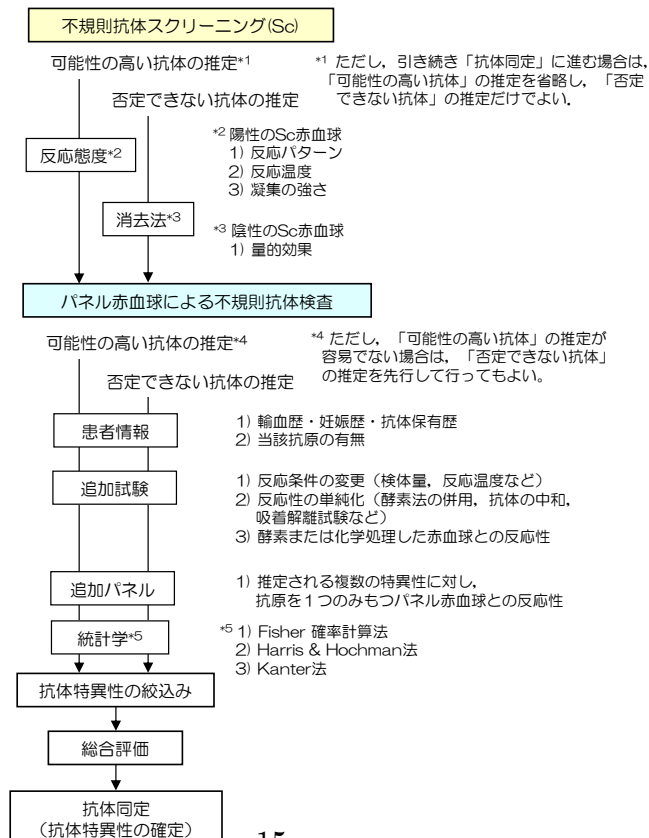 不規則抗体スクリーニング(Sc)
可能性の高い抗体の推定*1
*1 ただし，引き続き「抗体同定」に進む場合は，
「可能性の高い抗体」の推定を省略し，「否定
できない抗体」の推定だけでよい．
否定できない抗体の推定
反応態度*2
*2 陽性のSc赤血球
1) 反応パターン
2) 反応温度
3) 凝集の強さ
消去法*3
*3 陰性のSc赤血球
1) 量的効果
パネル赤血球による不規則抗体検査
可能性の高い抗体の推定*4
*4 ただし，「可能性の高い抗体」の推定が
容易でない場合は，「否定できない抗体」
の推定を先行して行ってもよい。
否定できない抗体の推定
患者情報
1) 輸血歴・妊娠歴・抗体保有歴
2) 当該抗原の有無
追加試験
1) 反応条件の変更（検体量，反応温度など）
2) 反応性の単純化（酵素法の併用，抗体の中和，
吸着解離試験など）
3) 酵素または化学処理した赤血球との反応性
追加パネル
1) 推定される複数の特異性に対し，
抗原を１つのみもつパネル赤血球との反応性
統計学*5
*5 1) Fisher 確率計算法
2) Harris & Hochman法
3) Kanter法
抗体特異性の絞込み
総合評価
抗体同定
（抗体特異性の確定）